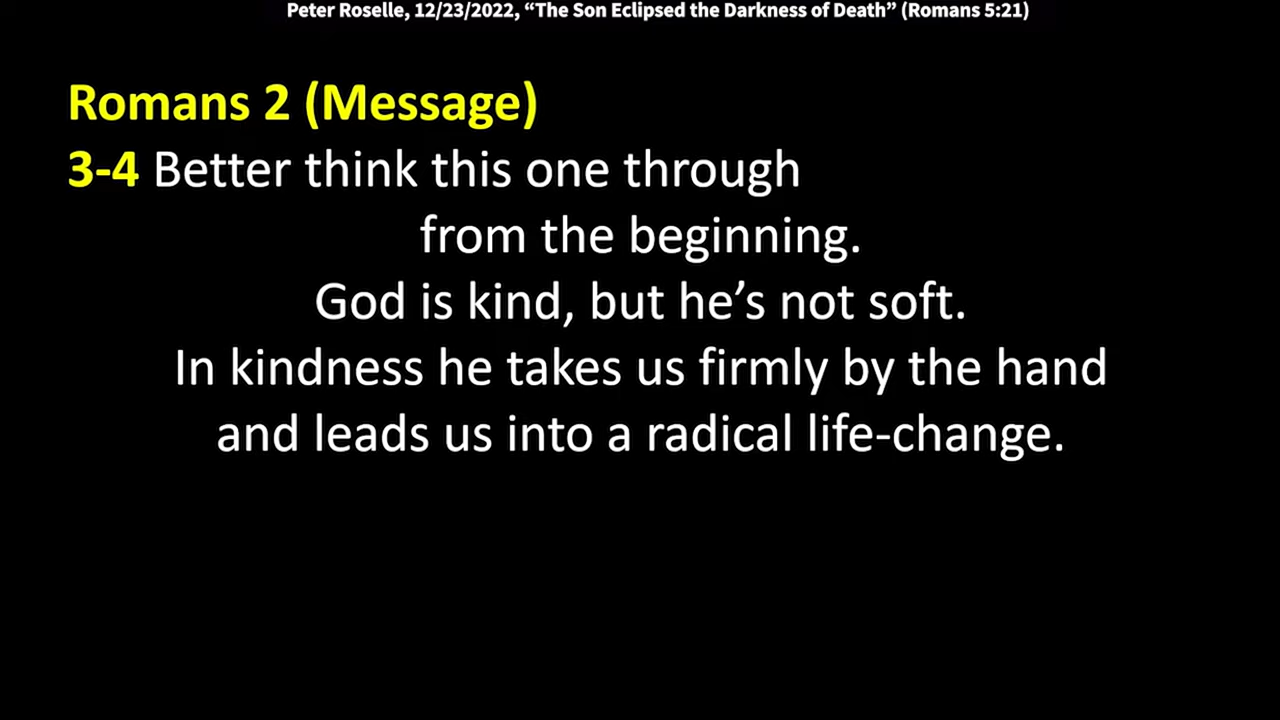 Peter Roselle, 12/23/2022, “The Son Eclipsed the Darkness of Death” (Romans 5:21)
Romans 2 (Message)
3-4 Better think this one through
from the beginning.
God is kind, but he’s not soft.
In kindness he takes us firmly by the hand
and leads us into a radical life-change.